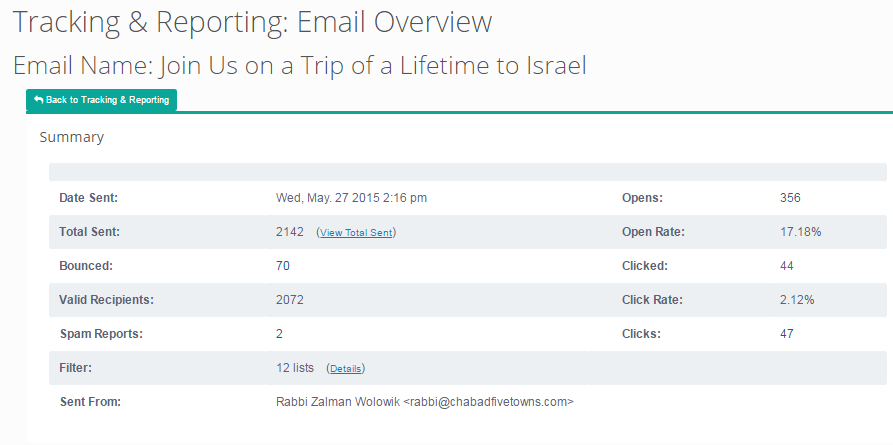 Tracking & Reporting: Email Overview
Email Name: Join Us on a Trip of a Lifetime to Israel
Back to Tracking & Reporting
Summary
Date Sent: Wed, May. 27 2015 2:16 pm Opens: 356
Total Sent: 2142 (View Total Sent) Open Rate: 17.18%
Bounced: 70 Clicked: 44
Valid Recipients: 2072 Click Rate: 2.12%
Spam Reports: 2 Clicks: 47
Filter: 12 lists (Details)
Sent From: Rabbi Zalman Wolowik <rabbi@chabadfivetowns.com>